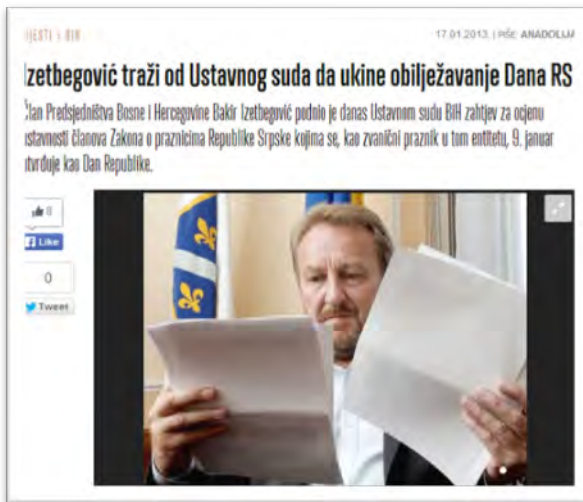 VIJESTI I BIH
17.01.2013. | PIŠE: ANADOLIJA
Izetbegović traži od Ustavnog suda da ukine obilježavanje Dana RS
Član Predsjedništva Bosne i Hercegovine Bakir Izetbegović podnio je danas Ustavnom sudu BiH zahtjev za ocjenu
ustavnosti članova Zakona o praznicima Republike Srpske kojima se, kao zvanični praznik u tom entitetu, 9. januar
utvrđuje kao Dan Republike.
8
Like
0
Tweet